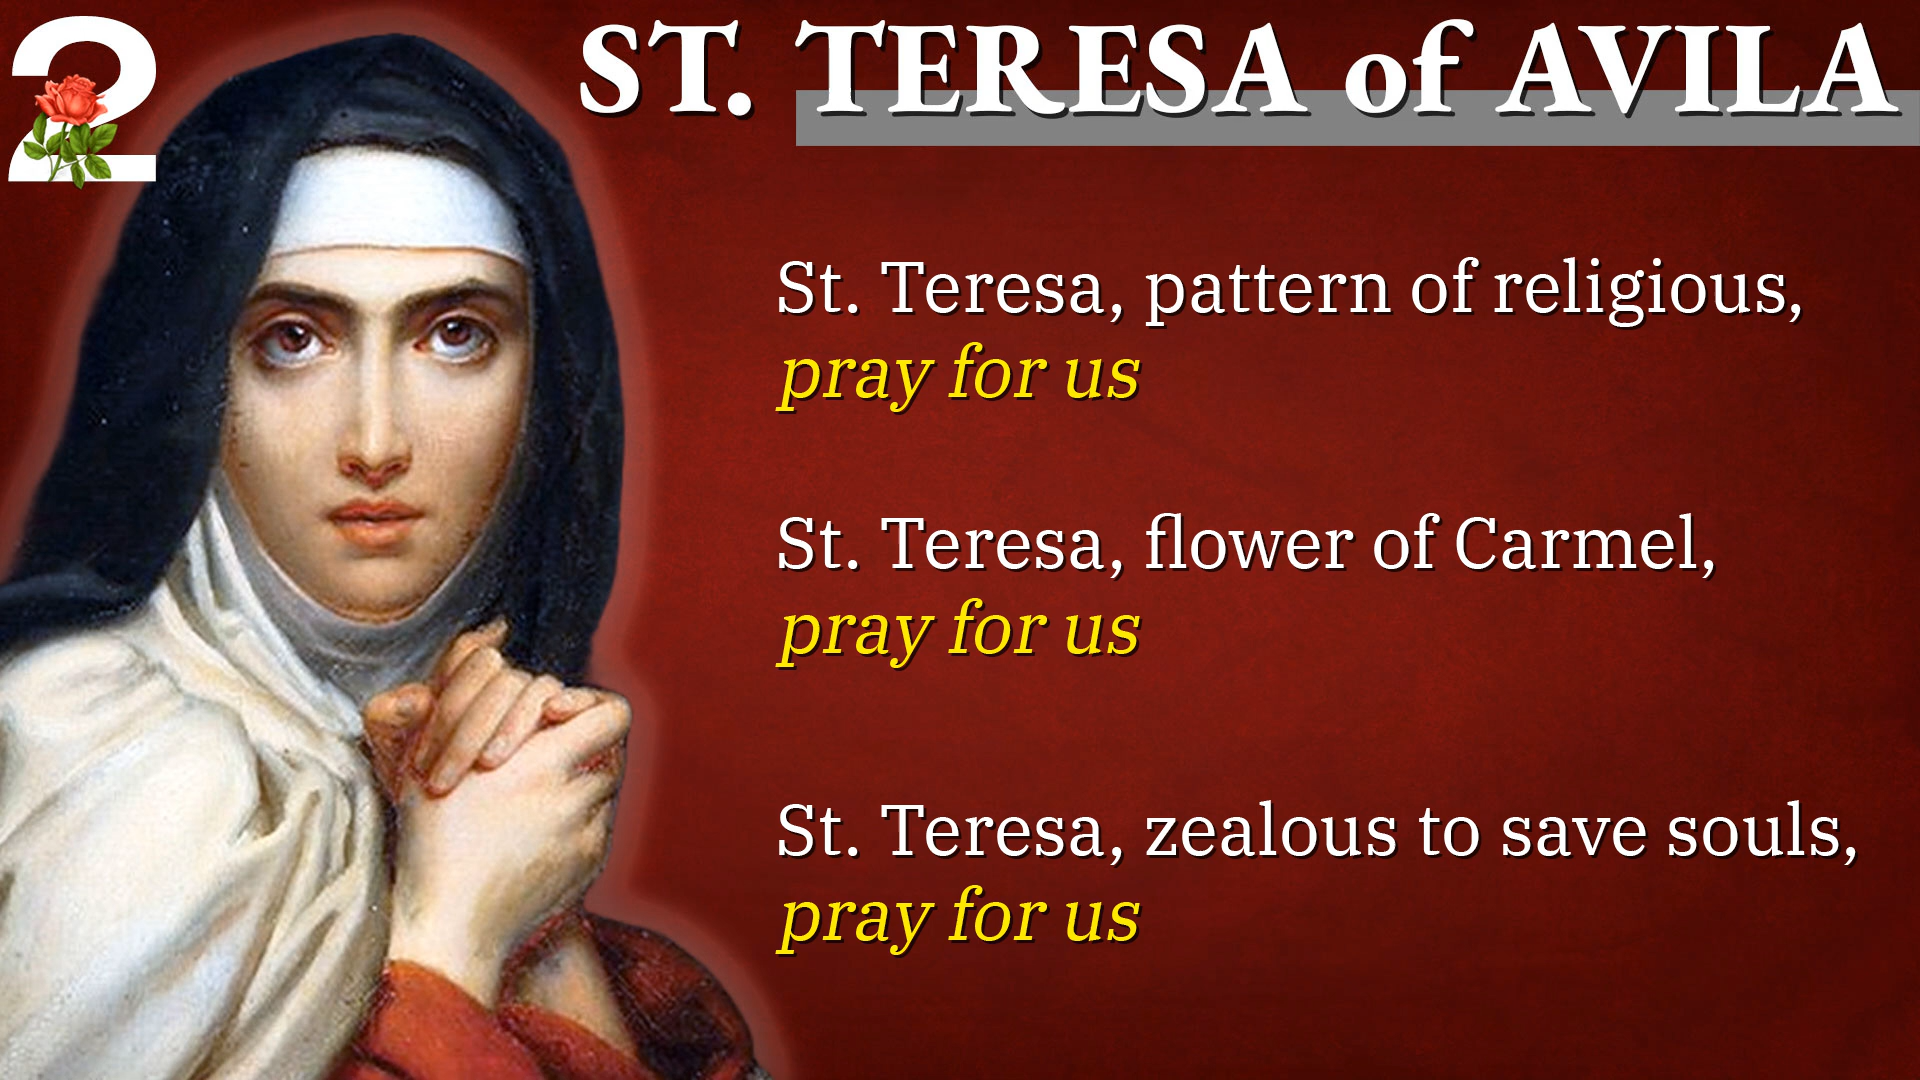 2
ST. TERESA of AVILA
St. Teresa, pattern of religious,
pray for us
St. Teresa, flower of Carmel,
pray for us
St. Teresa, zealous to save souls,
pray for us